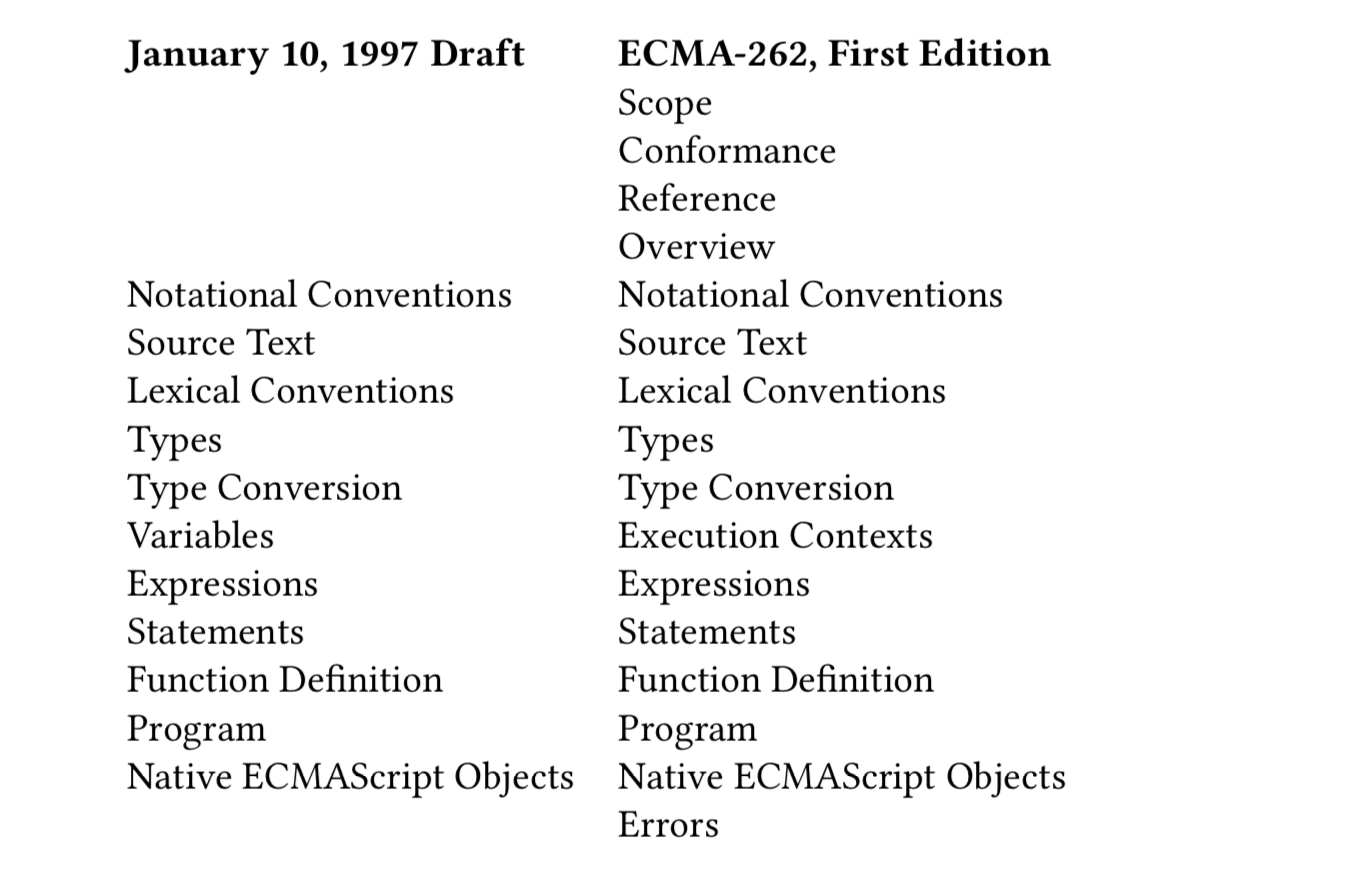 January 10, 1997 Draft ECMA-262, First Edition
Scope
Conformance
Reference
Overview
Notational Conventions Notational Conventions
Source Text Source Text
Lexical Conventions Lexical Conventions
Types Types
Type Conversion Type Conversion
Variables Execution Contexts
Expressions Expressions
Statements Statements
Function Definition Function Definition
Program Program
Native ECMAScript Objects Native ECMAScript Objects
Errors